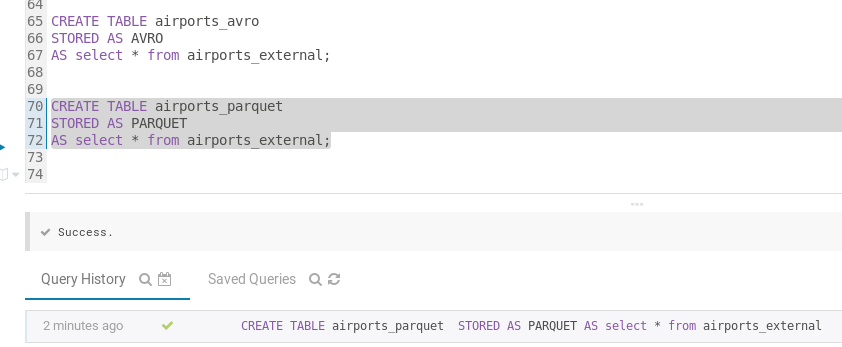 64
65 CREATE TABLE airports_avro
66 STORED AS AVRO
67 AS select * from airports_external;
68
69
70 CREATE TABLE airports_parquet
71 STORED AS PARQUET
72 AS select * from airports_external;
73
74
Success.
Query History Saved Queries
2 minutes ago CREATE TABLE airports_parquet STORED AS PARQUET AS select * from airports_external